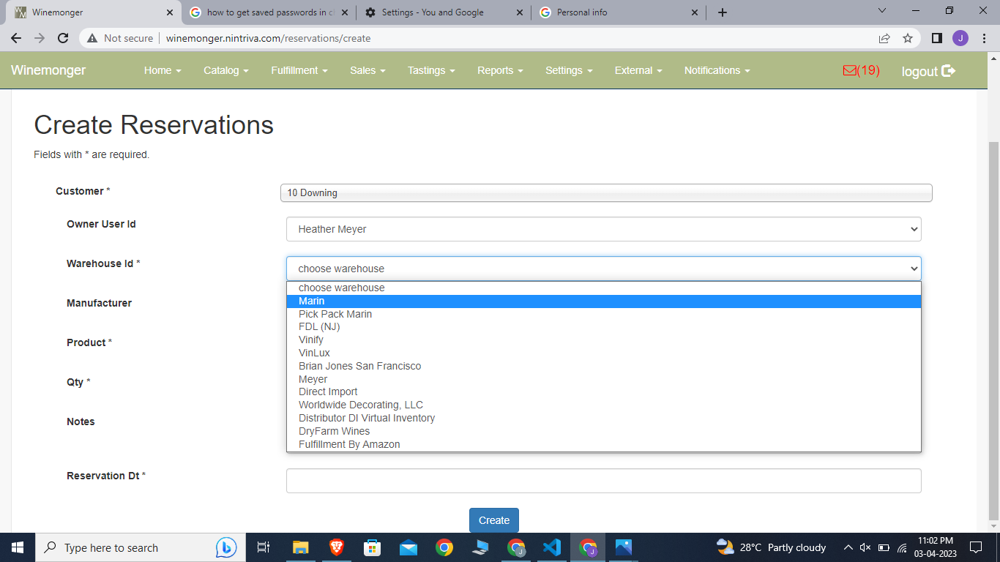 Winemonger
how to get saved passwords in c
Settings - You and Google
Personal info
Not secure
winemonger.nintriva.com/reservations/create
J
Winemonger
Home
Catalog
Fulfillment
Sales
Tastings
Reports
Settings
External
Notifications
(19)
logout
Create Reservations
Fields with * are required.
Customer *
10 Downing
Owner User Id
Heather Meyer
Warehouse Id *
choose warehouse
choose warehouse
Marin
Pick Pack Marin
FDL (NJ)
Vinify
VinLux
Brian Jones San Francisco
Meyer
Direct Import
Worldwide Decorating, LLC
Distributor DI Virtual Inventory
DryFarm Wines
Fulfillment By Amazon
Manufacturer
Product *
Qty *
Notes
Reservation Dt *
Create
Type here to search
28°C Partly cloudy
11:02 PM
03-04-2023